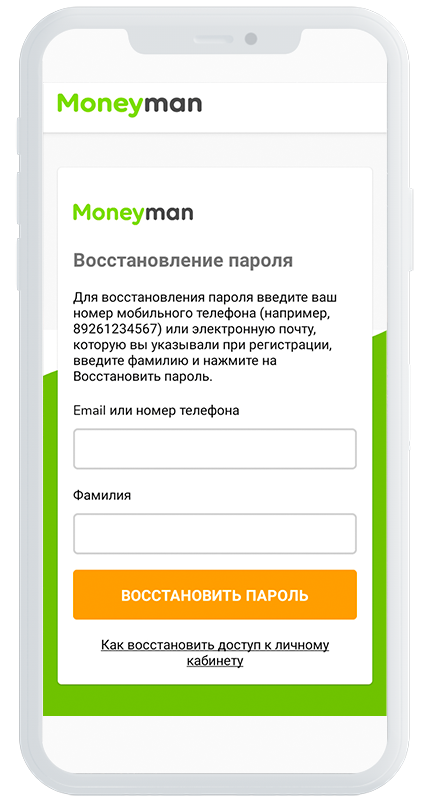 Moneyman
Moneyman
Восстановление пароля
Для восстановления пароля введите ваш
номер мобильного телефона (например,
89261234567) или электронную почту,
которую вы указывали при регистрации,
введите фамилию и нажмите на
Восстановить пароль.
Email или номер телефона
Фамилия
ВОССТАНОВИТЬ ПАРОЛЬ
Как восстановить доступ к личному
кабинету